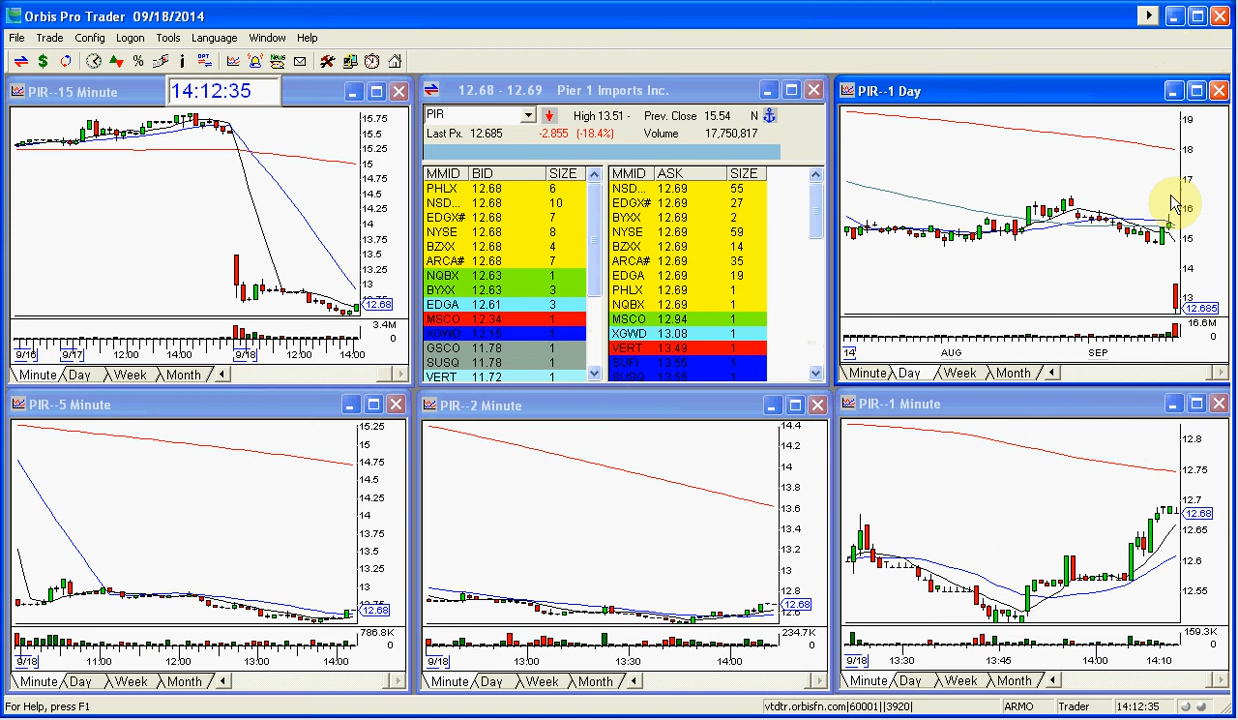 Orbis Pro Trader 09/18/2014
File Trade Config Logon Tools Language Window Help
PIR--15 Minute
14:12:35
15.75
15
14.75
14.5
14.25
14
13.75
13.5
13.25
13
12.68
3.4M
0
9/16 9/17 12:00 14:00 9/18 12:00 14:00
Minute Day Week Month
12.68 - 12.69 Pier 1 Imports Inc.
PIR High 13.51 - Prev. Close 15.54 N
Last Px. 12.685 -2.855 (-18.4%) Volume 17,750,817
MMID BID SIZE MMID ASK SIZE
PHLX 12.68 6 NSD... 12.69 55
NSD... 12.68 10 EDGX# 12.69 27
EDGX# 12.68 7 BYXX 12.69 2
NYSE 12.68 8 NYSE 12.69 59
BZXX 12.68 4 BZXX 12.69 14
ARCA# 12.68 7 ARCA# 12.69 35
NQBX 12.63 1 EDGA 12.69 19
BYXX 12.63 3 PHLX 12.69 1
EDGA 12.61 3 NQBX 12.69 1
MSCO 12.34 1 MSCO 12.94 1
XGWD 12.15 1 XGWD 13.08 1
GSCO 11.78 1 VERT 13.49 1
SUSQ 11.78 1 SUFI 13.55 1
VERT 11.72 1 SUSQ 13.55 1
PIR--1 Day
19
18
17
16
15
14
13
12.685
16.6M
0
14 AUG SEP
Minute Day Week Month
PIR--5 Minute
15.25
15
14.75
14.5
14.25
14
13.75
13.5
13.25
13
12.68
786.8K
0
9/18 11:00 12:00 13:00 14:00
Minute Day Week Month
PIR--2 Minute
14.4
14.2
14
13.8
13.6
13.4
13.2
13
12.8
12.68
12.6
234.7K
0
9/18 13:00 13:30 14:00
Minute Day Week Month
PIR--1 Minute
12.8
12.75
12.7
12.68
12.65
12.6
12.55
159.3K
0
9/18 13:30 13:45 14:00 14:10
Minute Day Week Month
For Help, press F1 vtdtr.orbisfn.com|60001||3920| ARMO Trader 14:12:35